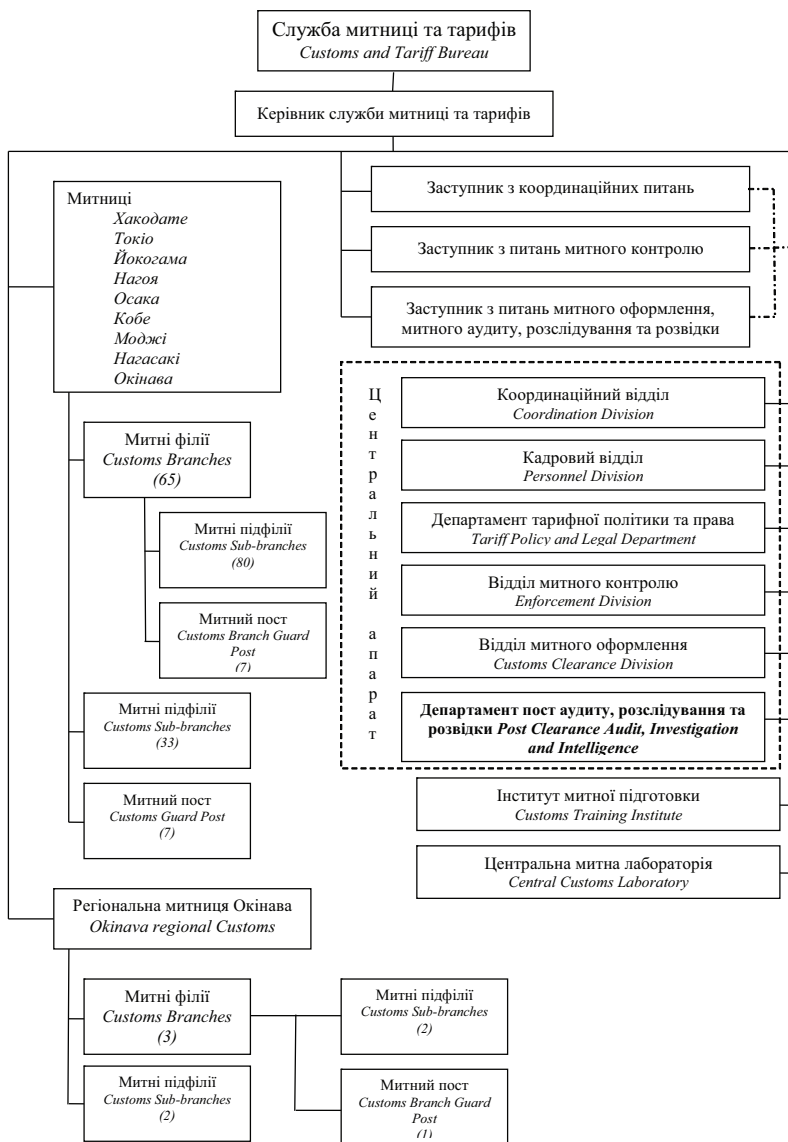 Служба митниці та тарифів
Customs and Tariff Bureau
Керівник служби митниці та тарифів
Митниці
Хакодате
Токіо
Йокогама
Нагоя
Осака
Кобе
Моджі
Нагасакі
Окінава
Заступник з координаційних питань
Заступник з питань митного контролю
Заступник з питань митного оформлення,
митного аудиту, розслідування та розвідки
Центральний апарат
Координаційний відділ
Coordination Division
Кадровий відділ
Personnel Division
Департамент тарифної політики та права
Tariff Policy and Legal Department
Відділ митного контролю
Enforcement Division
Відділ митного оформлення
Customs Clearance Division
Департамент пост аудиту, розслідування та
розвідки Post Clearance Audit, Investigation
and Intelligence
Інститут митної підготовки
Customs Training Institute
Центральна митна лабораторія
Central Customs Laboratory
Митні філії
Customs Branches
(65)
Митні підфілії
Customs Sub-branches
(80)
Митний пост
Customs Branch Guard
Post
(7)
Митні підфілії
Customs Sub-branches
(33)
Митний пост
Customs Guard Post
(7)
Регіональна митниця Окінава
Okinava regional Customs
Митні філії
Customs Branches
(3)
Митні підфілії
Customs Sub-branches
(2)
Митні підфілії
Customs Sub-branches
(2)
Митний пост
Customs Branch Guard
Post
(1)